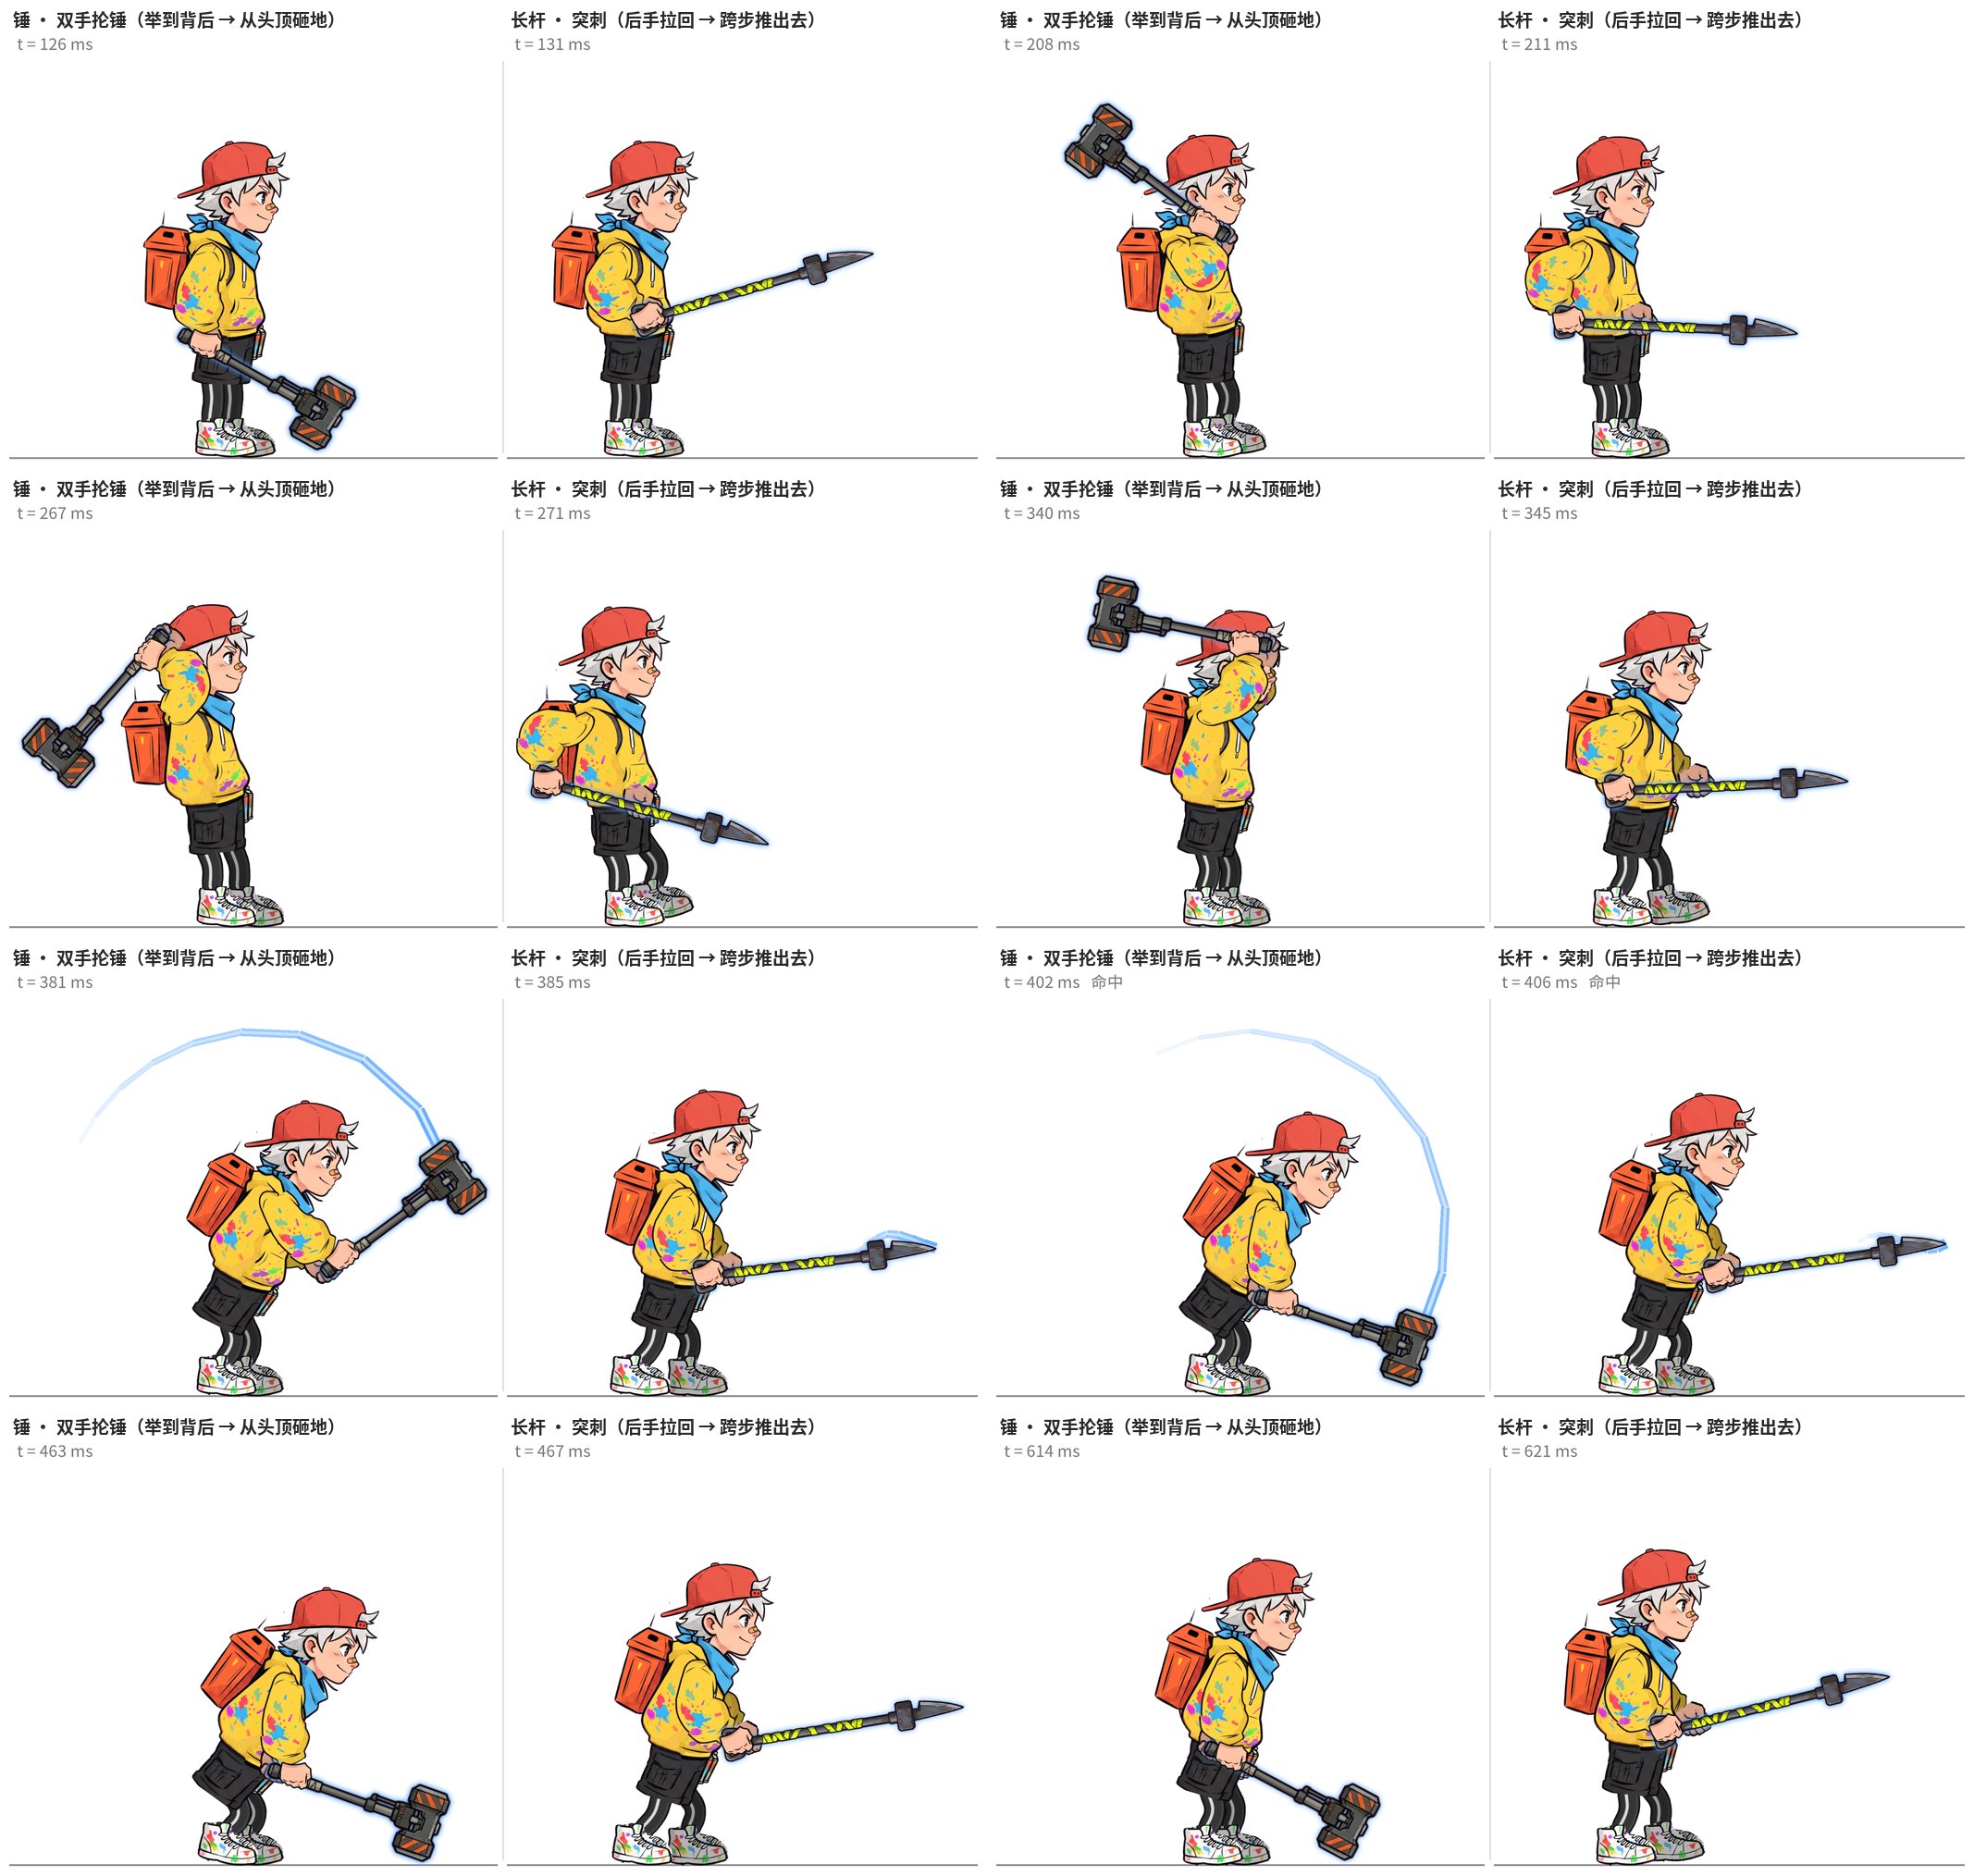 锤 · 双手抡锤（举到背后 → 从头顶砸地）
t = 126 ms
长杆 · 突刺（后手拉回 → 跨步推出去）
t = 131 ms
锤 · 双手抡锤（举到背后 → 从头顶砸地）
t = 208 ms
长杆 · 突刺（后手拉回 → 跨步推出去）
t = 211 ms
锤 · 双手抡锤（举到背后 → 从头顶砸地）
t = 267 ms
长杆 · 突刺（后手拉回 → 跨步推出去）
t = 271 ms
锤 · 双手抡锤（举到背后 → 从头顶砸地）
t = 340 ms
长杆 · 突刺（后手拉回 → 跨步推出去）
t = 345 ms
锤 · 双手抡锤（举到背后 → 从头顶砸地）
t = 381 ms
长杆 · 突刺（后手拉回 → 跨步推出去）
t = 385 ms
锤 · 双手抡锤（举到背后 → 从头顶砸地）
t = 402 ms 命中
长杆 · 突刺（后手拉回 → 跨步推出去）
t = 406 ms 命中
锤 · 双手抡锤（举到背后 → 从头顶砸地）
t = 463 ms
长杆 · 突刺（后手拉回 → 跨步推出去）
t = 467 ms
锤 · 双手抡锤（举到背后 → 从头顶砸地）
t = 614 ms
长杆 · 突刺（后手拉回 → 跨步推出去）
t = 621 ms